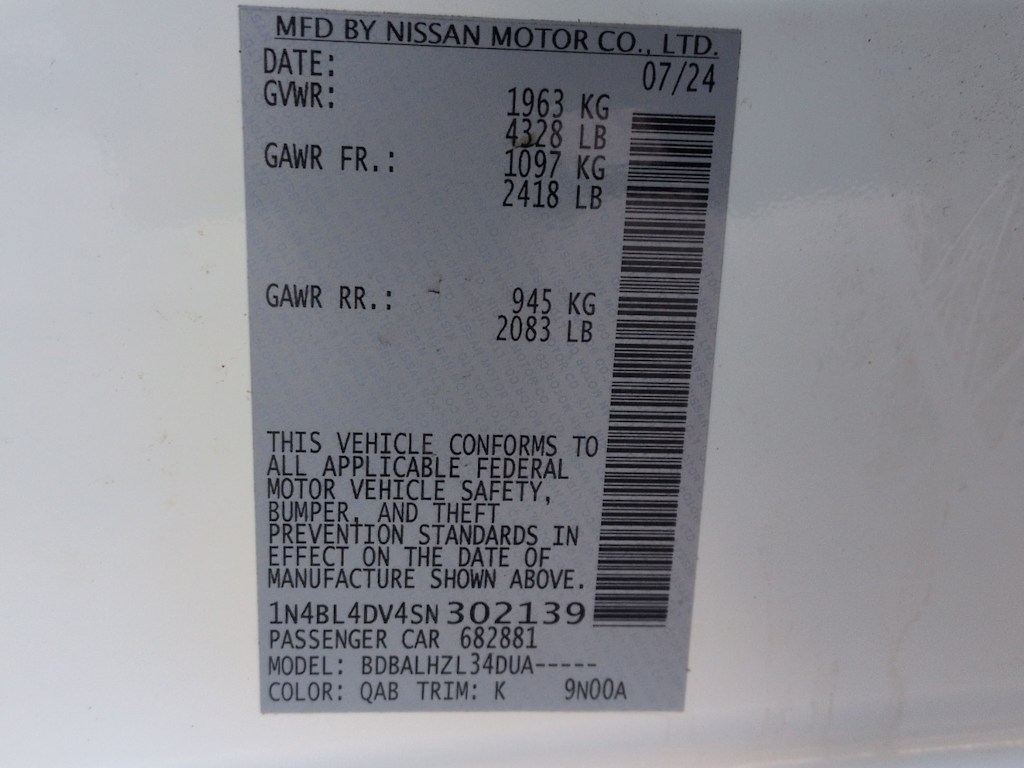 MFD BY NISSAN MOTOR CO., LTD.
DATE: 07/24
GVWR: 1963 KG
4328 LB
GAWR FR.: 1097 KG
2418 LB
GAWR RR.: 945 KG
2083 LB
THIS VEHICLE CONFORMS TO
ALL APPLICABLE FEDERAL
MOTOR VEHICLE SAFETY,
BUMPER, AND THEFT
PREVENTION STANDARDS IN
EFFECT ON THE DATE OF
MANUFACTURE SHOWN ABOVE.
1N4BL4DV4SN 302139
PASSENGER CAR 682881
MODEL: BDBALHZL34DUA-----
COLOR: QAB TRIM: K 9N00A